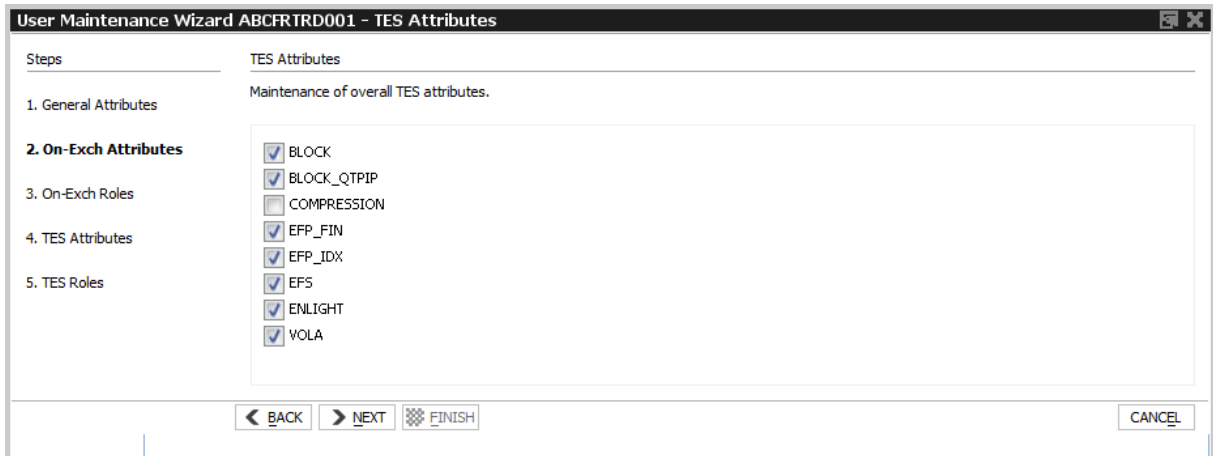 User Maintenance Wizard ABCFRTRD001 - TES Attributes
Steps
1. General Attributes
2. On-Exch Attributes
3. On-Exch Roles
4. TES Attributes
5. TES Roles
TES Attributes
Maintenance of overall TES attributes.
BLOCK
BLOCK_QTPIP
COMPRESSION
EFP_FIN
EFP_IDX
EFS
ENLIGHT
VOLA
BACK NEXT FINISH CANCEL